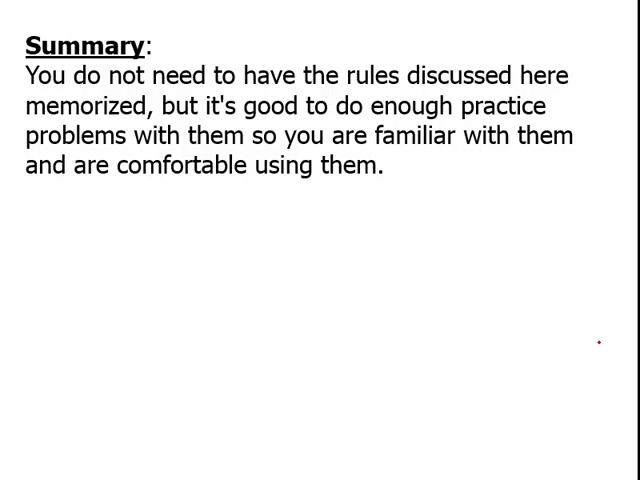 Summary:
You do not need to have the rules discussed here
memorized, but it's good to do enough practice
problems with them so you are familiar with them
and are comfortable using them.